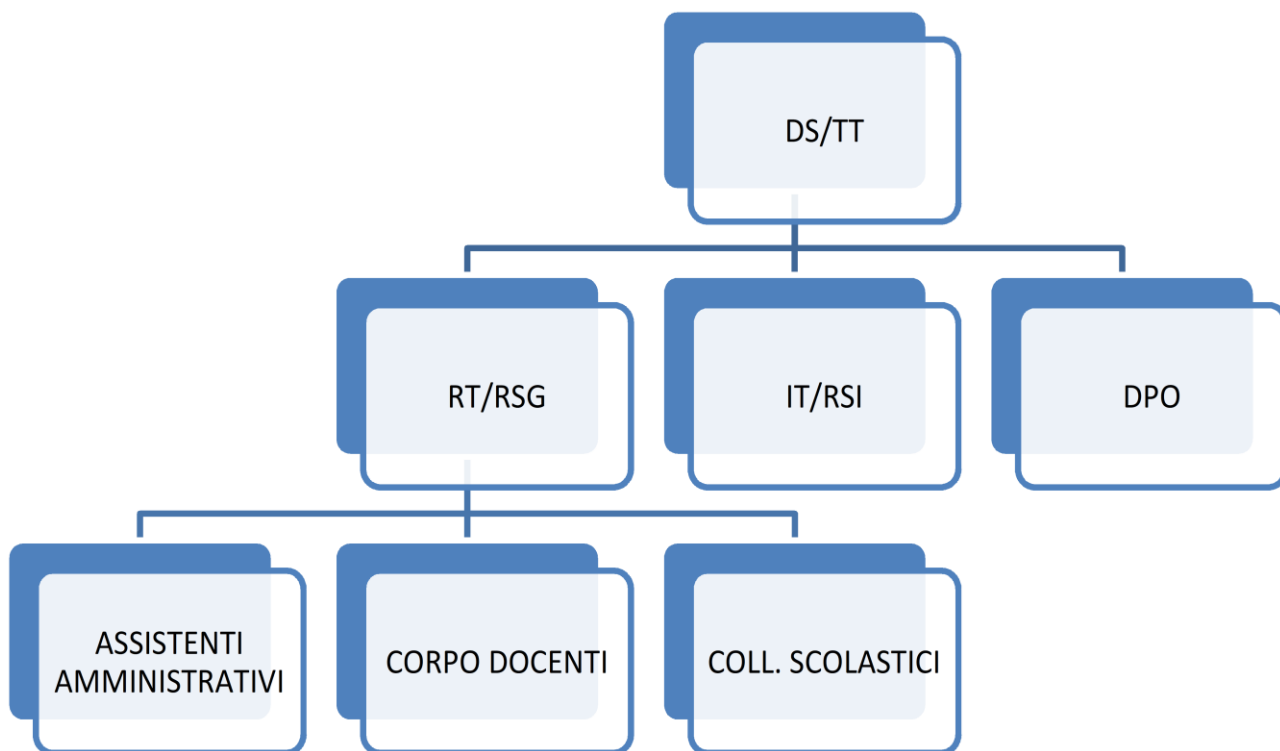 DS/TT
RT/RSG
IT/RSI
DPO
ASSISTENTI
AMMINISTRATIVI
CORPO DOCENTI
COLL. SCOLASTICI